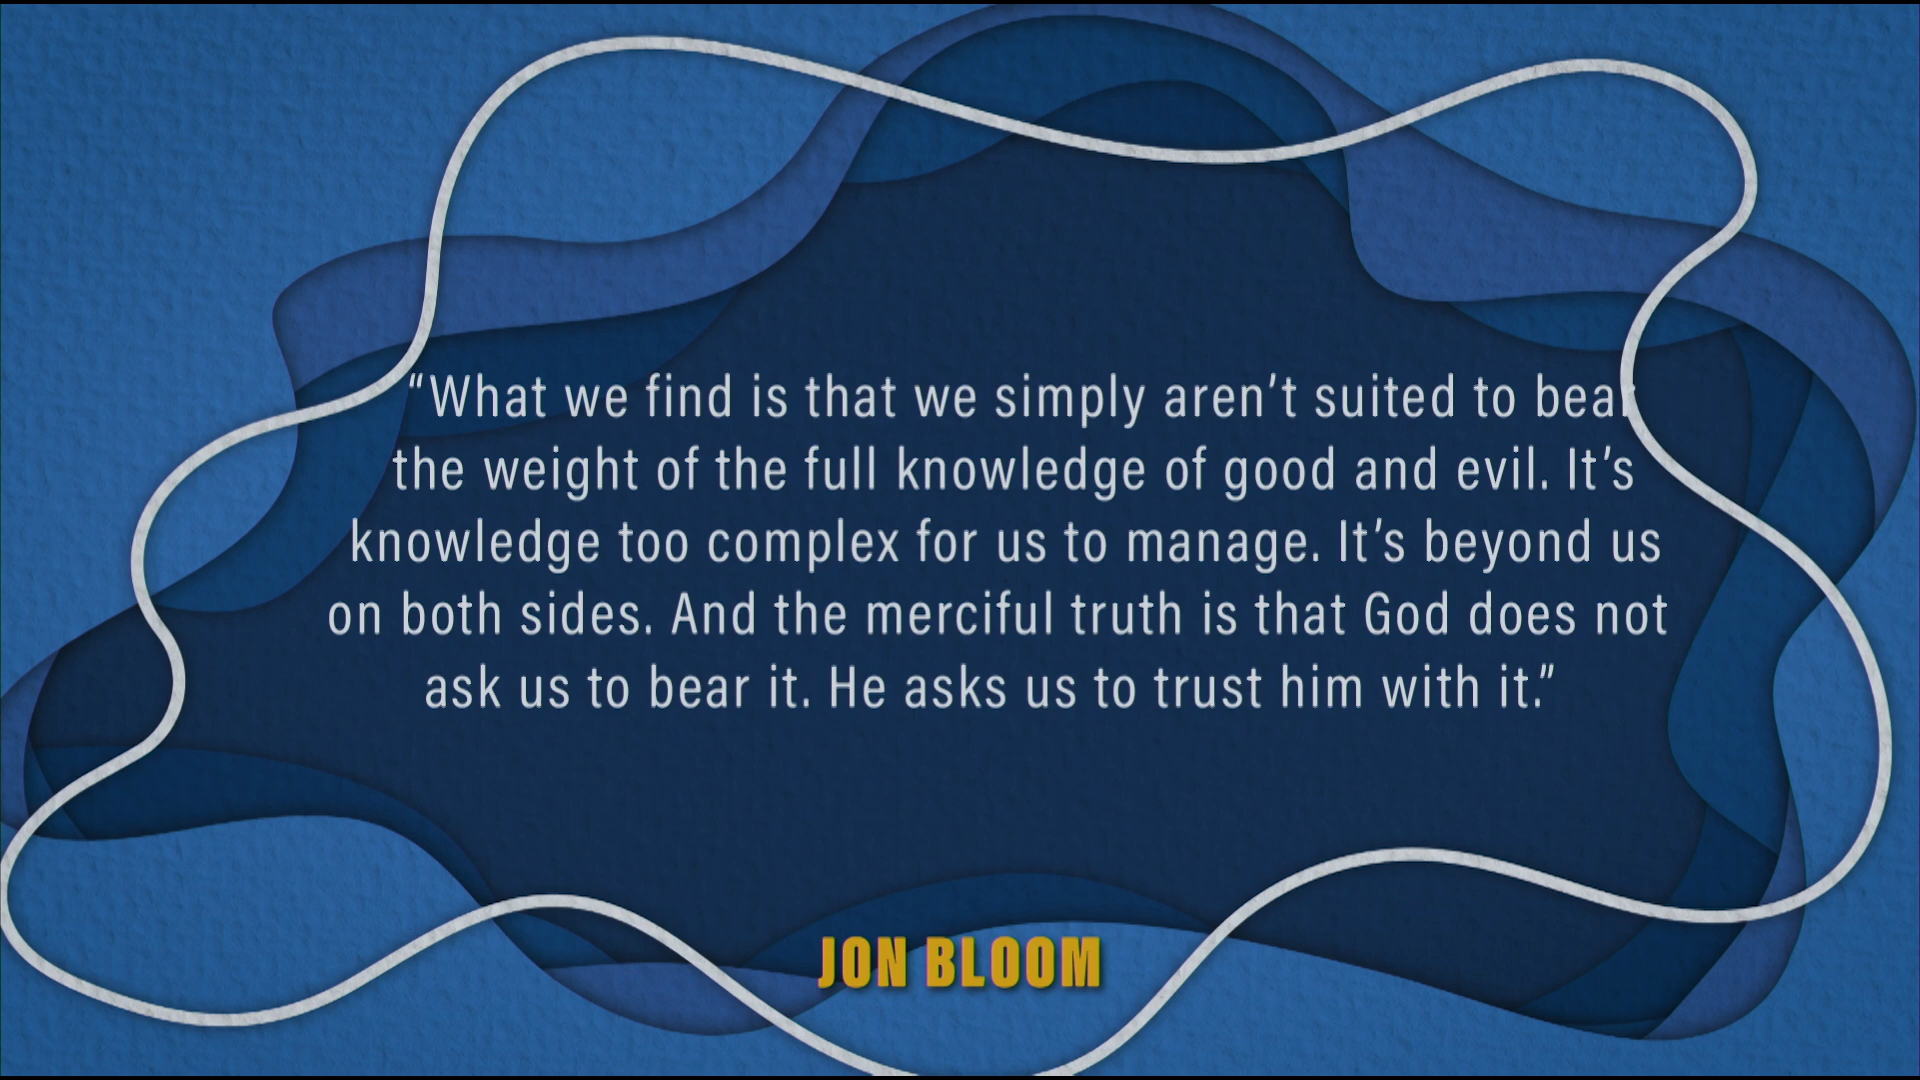 “What we find is that we simply aren’t suited to bear
the weight of the full knowledge of good and evil. It’s
knowledge too complex for us to manage. It’s beyond us
on both sides. And the merciful truth is that God does not
ask us to bear it. He asks us to trust him with it.”
JON BLOOM